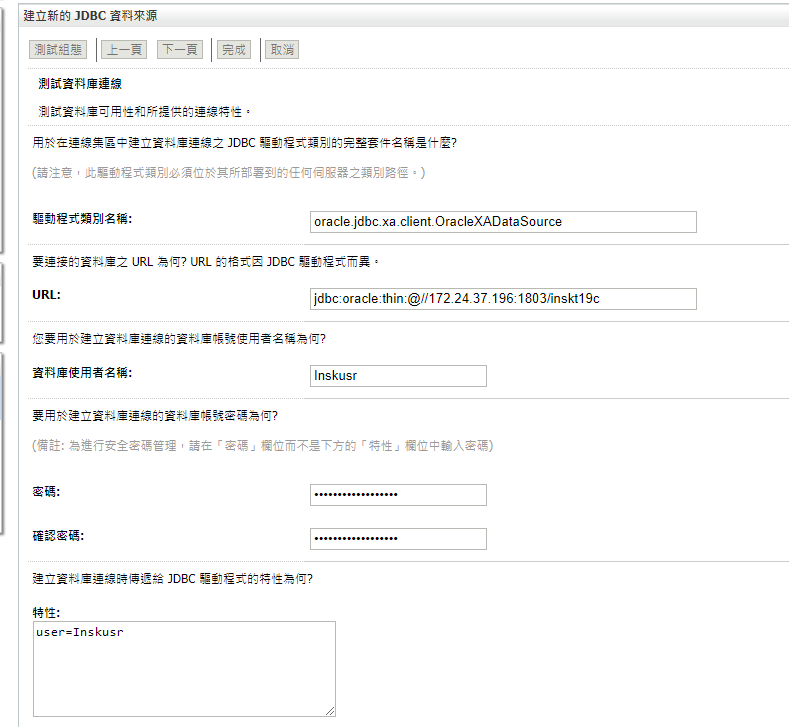 建立新的 JDBC 資料來源
測試組態 上一頁 下一頁 完成 取消
測試資料庫連線
測試資料庫可用性和所提供的連線特性。
用於在連線集區中建立資料庫連線之 JDBC 驅動程式類別的完整套件名稱是什麼?
(請注意，此驅動程式類別必須位於其所部署到的任何伺服器之類別路徑。)
驅動程式類別名稱: oracle.jdbc.xa.client.OracleXADataSource
要連接的資料庫之 URL 為何? URL 的格式因 JDBC 驅動程式而異。
URL: jdbc:oracle:thin:@//172.24.37.196:1803/inskt19c
您要用於建立資料庫連線的資料庫帳號使用者名稱為何?
資料庫使用者名稱: Inskusr
要用於建立資料庫連線的資料庫帳號密碼為何?
(備註: 為進行安全密碼管理，請在「密碼」欄位而不是下方的「特性」欄位中輸入密碼)
密碼: ••••••••••••••••••
確認密碼: ••••••••••••••••••
建立資料庫連線時傳遞給 JDBC 驅動程式的特性為何?
特性:
user=Inskusr